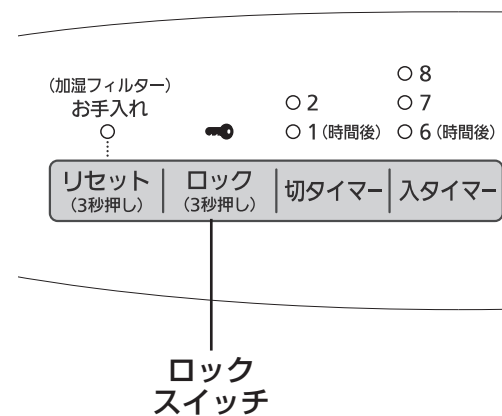 (加湿フィルター)
お手入れ
2
1(時間後)
8
7
6(時間後)
リセット
(3秒押し)
ロック
(3秒押し)
切タイマー
入タイマー
ロック
スイッチ